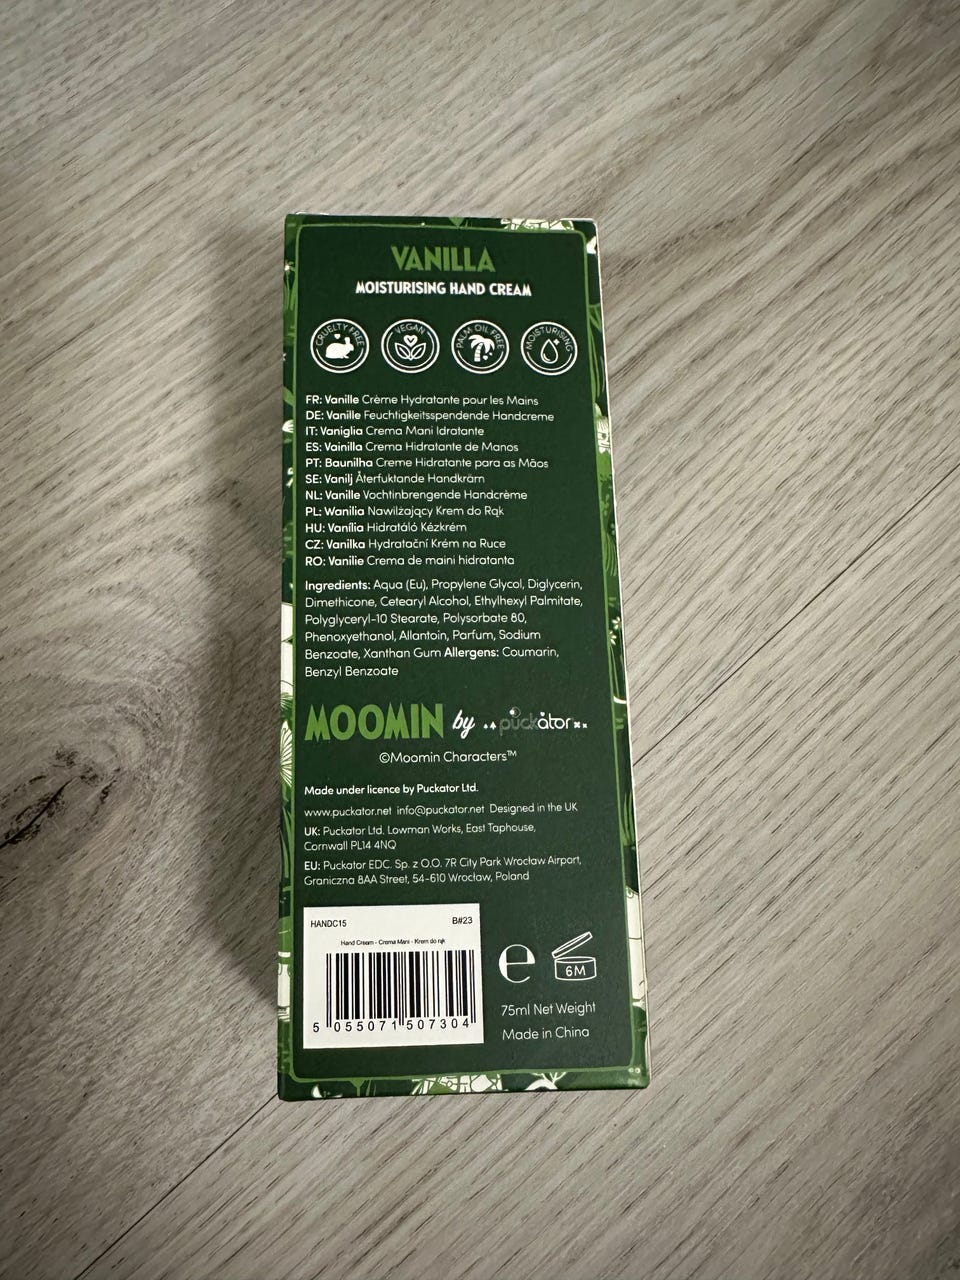 VANILLA
MOISTURISING HAND CREAM
CRUELTY FREE
VEGAN
PALM OIL FREE
MOISTURISING
FR: Vanille Crème Hydratante pour les Mains
DE: Vanille Feuchtigkeitsspendende Handcreme
IT: Vaniglia Crema Mani Idratante
ES: Vainilla Crema Hidratante de Manos
PT: Baunilha Creme Hidratante para as Mãos
SE: Vanilj Återfuktande Handkräm
NL: Vanille Vochtinbrengende Handcrème
PL: Wanilia Nawilżający Krem do Rąk
HU: Vanília Hidratáló Kézkrém
CZ: Vanilka Hydratační Krém na Ruce
RO: Vanilie Crema de maini hidratanta
Ingredients: Aqua (Eu), Propylene Glycol, Diglycerin,
Dimethicone, Cetearyl Alcohol, Ethylhexyl Palmitate,
Polyglyceryl-10 Stearate, Polysorbate 80,
Phenoxyethanol, Allantoin, Parfum, Sodium
Benzoate, Xanthan Gum Allergens: Coumarin,
Benzyl Benzoate
MOOMIN by puckator
©Moomin Characters™
Made under licence by Puckator Ltd.
www.puckator.net info@puckator.net Designed in the UK
UK: Puckator Ltd. Lowman Works, East Taphouse,
Cornwall PL14 4NQ
EU: Puckator EDC. Sp. z O.O. 7R City Park Wrocław Airport,
Graniczna 8AA Street, 54-610 Wrocław, Poland
HANDC15 B#23
Hand Cream - Crema Mani - Krem do rąk
5 055071 507304
e 6M
75ml Net Weight
Made in China